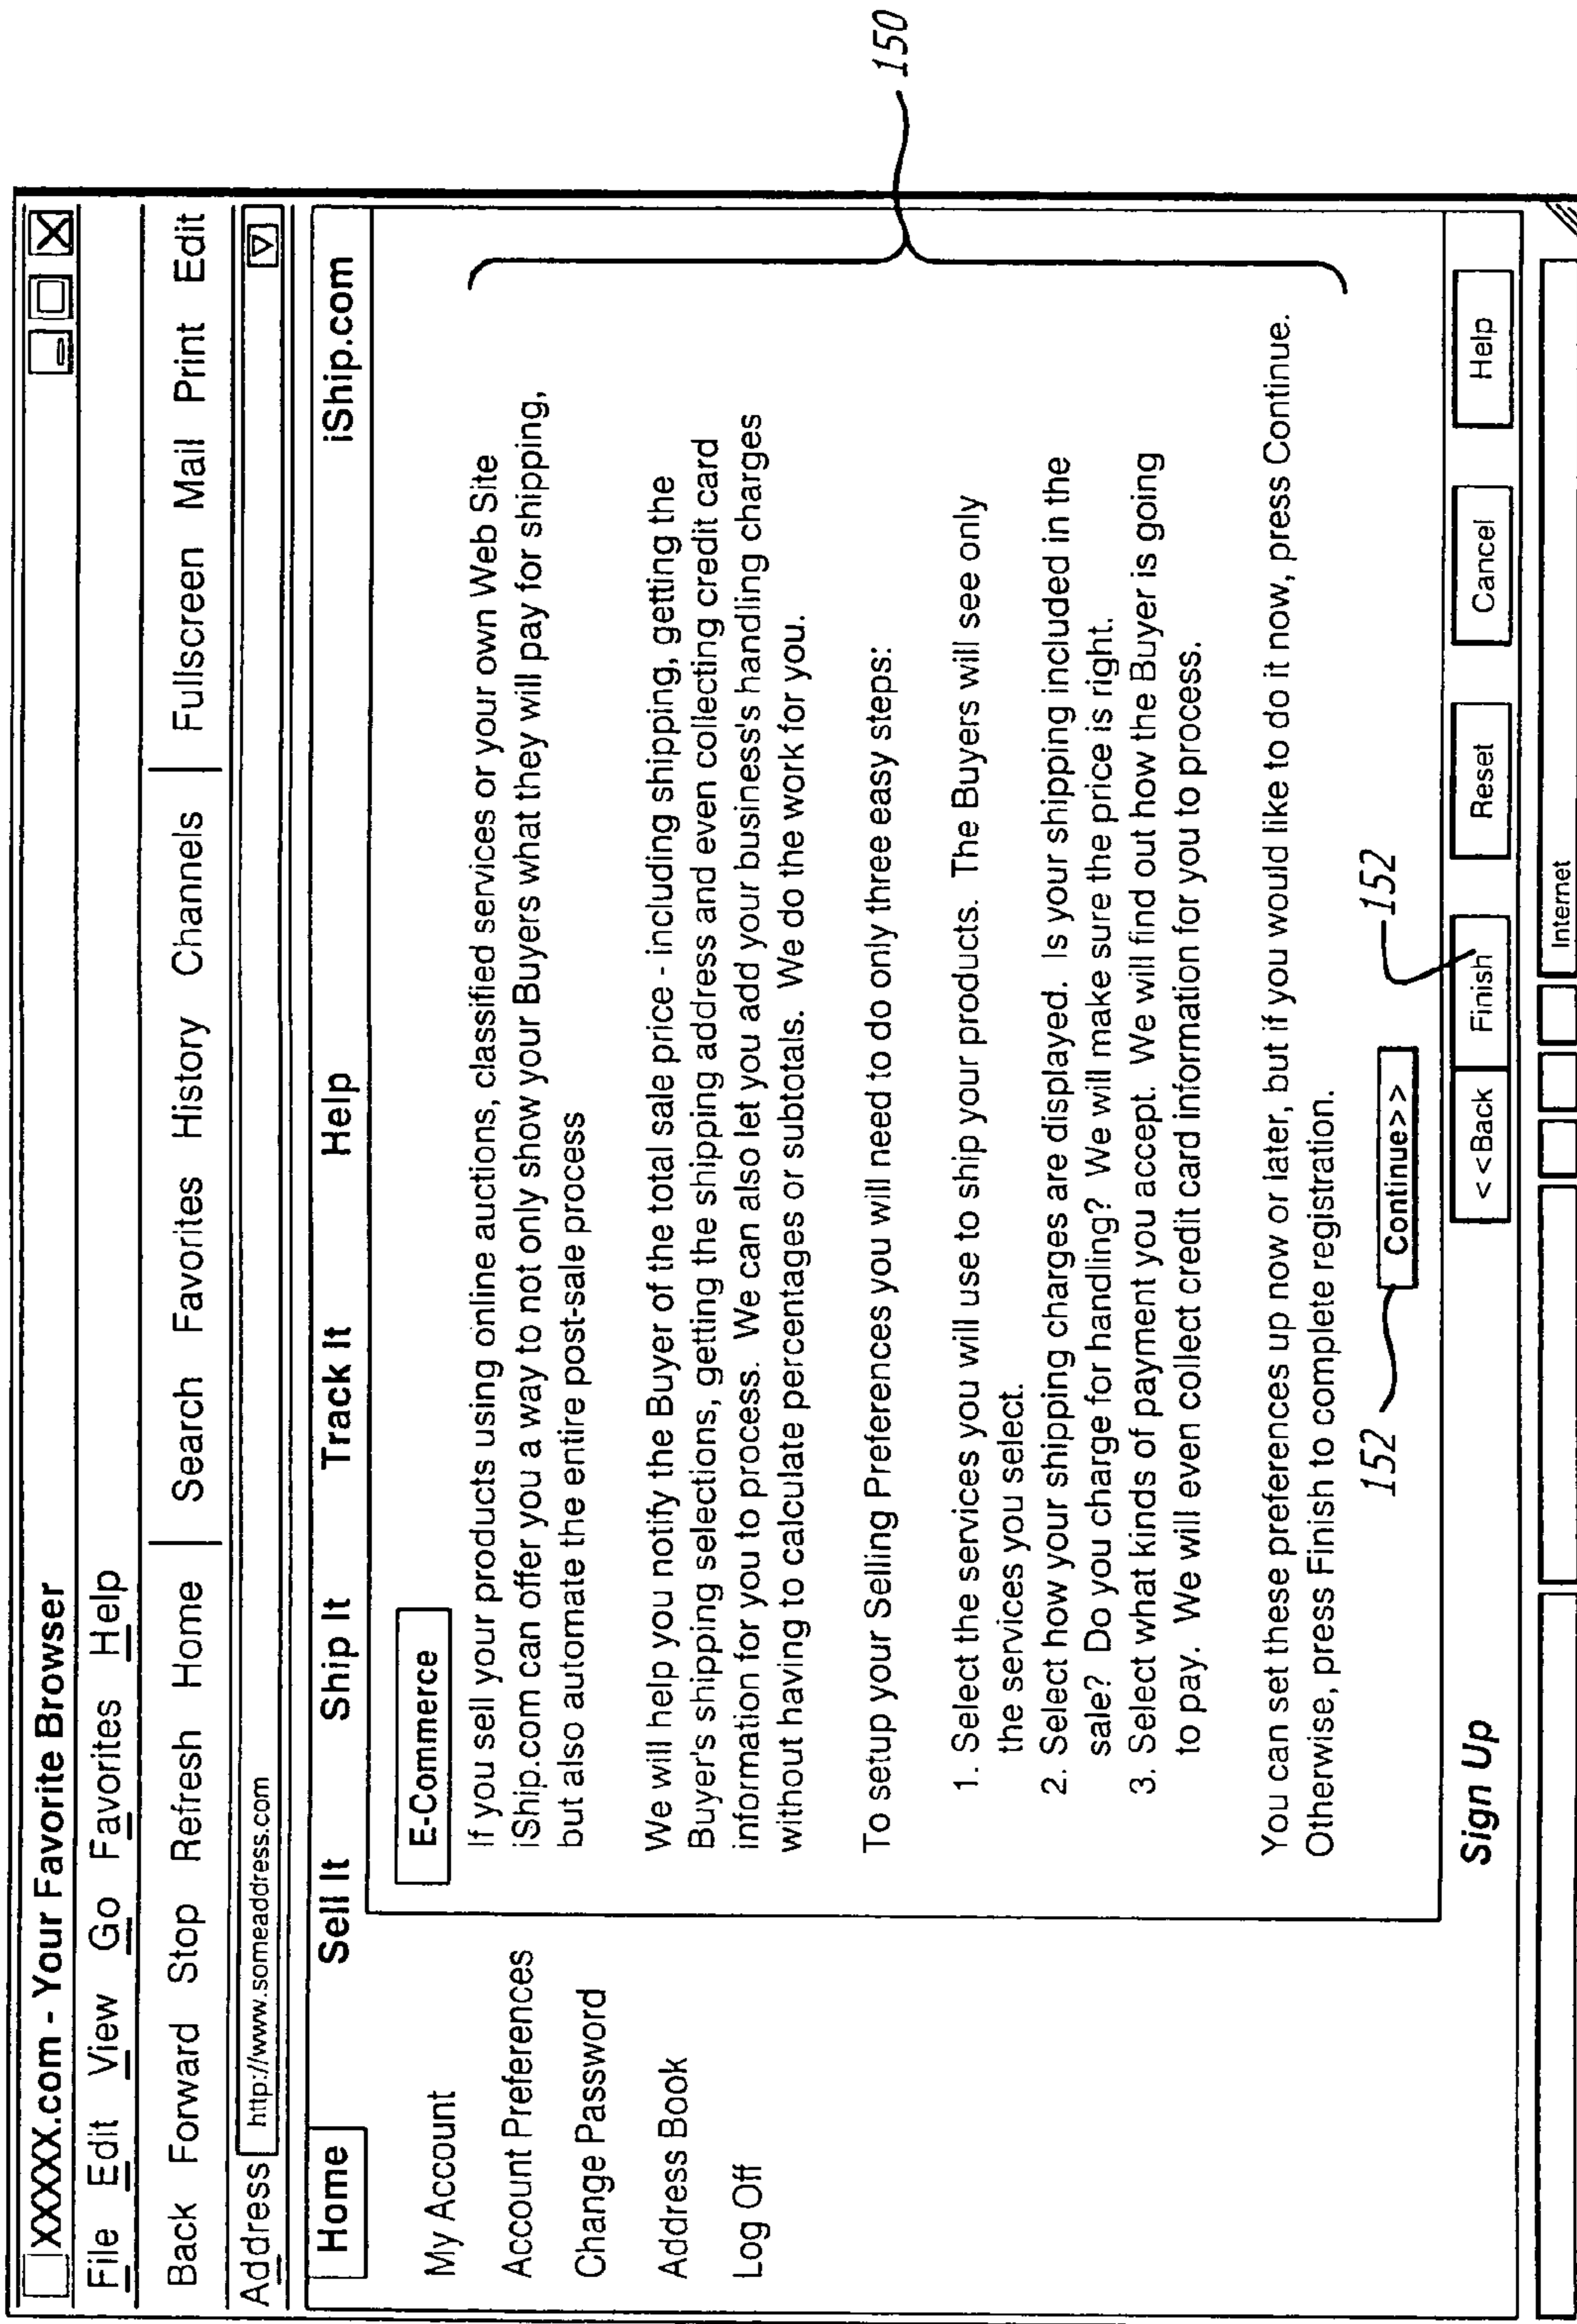 XXXXX.com - Your Favorite Browser
File Edit View Go Favorites Help
Back Forward Stop Refresh Home | Search Favorites History Channels | Fullscreen Mail Print Edit
Address http://www.someaddress.com
Home Sell It Ship It Track It Help iShip.com
My Account
Account Preferences
Change Password
Address Book
Log Off
E-Commerce
If you sell your products using online auctions, classified services or your own Web Site
iShip.com can offer you a way to not only show your Buyers what they will pay for shipping,
but also automate the entire post-sale process
We will help you notify the Buyer of the total sale price - including shipping, getting the
Buyer's shipping selections, getting the shipping address and even collecting credit card
information for you to process. We can also let you add your business's handling charges
without having to calculate percentages or subtotals. We do the work for you.
To setup your Selling Preferences you will need to do only three easy steps:
1. Select the services you will use to ship your products. The Buyers will see only
the services you select.
2. Select how your shipping charges are displayed. Is your shipping included in the
sale? Do you charge for handling? We will make sure the price is right.
3. Select what kinds of payment you accept. We will find out how the Buyer is going
to pay. We will even collect credit card information for you to process.
You can set these preferences up now or later, but if you would like to do it now, press Continue.
Otherwise, press Finish to complete registration.
150
152 Continue>> 152
Sign Up <<Back Finish Reset Cancel Help
Internet